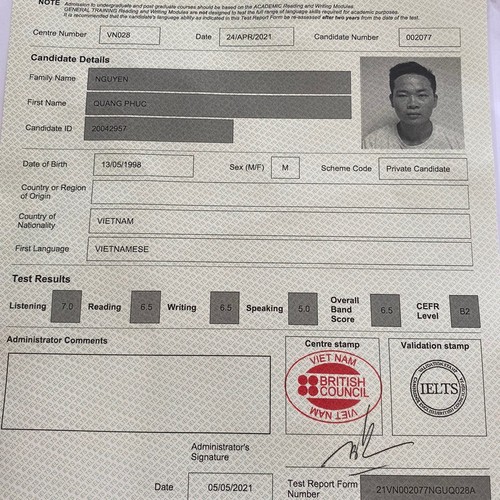 NOTE Admission to undergraduate and post graduate courses should be based on the ACADEMIC Reading and Writing Modules.
GENERAL TRAINING Reading and Writing Modules are not designed to test the full range of language skills required for academic purposes.
It is recommended that the candidate's language ability as indicated in this Test Report Form be re-assessed after two years from the date of the test.
Centre Number VN028 Date 24/APR/2021 Candidate Number 002077
Candidate Details
Family Name NGUYEN
First Name QUANG PHUC
Candidate ID 20042957
Date of Birth 13/05/1998 Sex (M/F) M Scheme Code Private Candidate
Country or Region
of Origin
Country of
Nationality VIETNAM
First Language VIETNAMESE
Test Results
Listening 7.0 Reading 6.5 Writing 6.5 Speaking 5.0 Overall Band Score 6.5 CEFR Level B2
Administrator Comments Centre stamp Validation stamp
VIET NAM
BRITISH
COUNCIL
VIET NAM
IELTS
Administrator's
Signature
Date 05/05/2021 Test Report Form
Number 21VN002077NGUQ028A